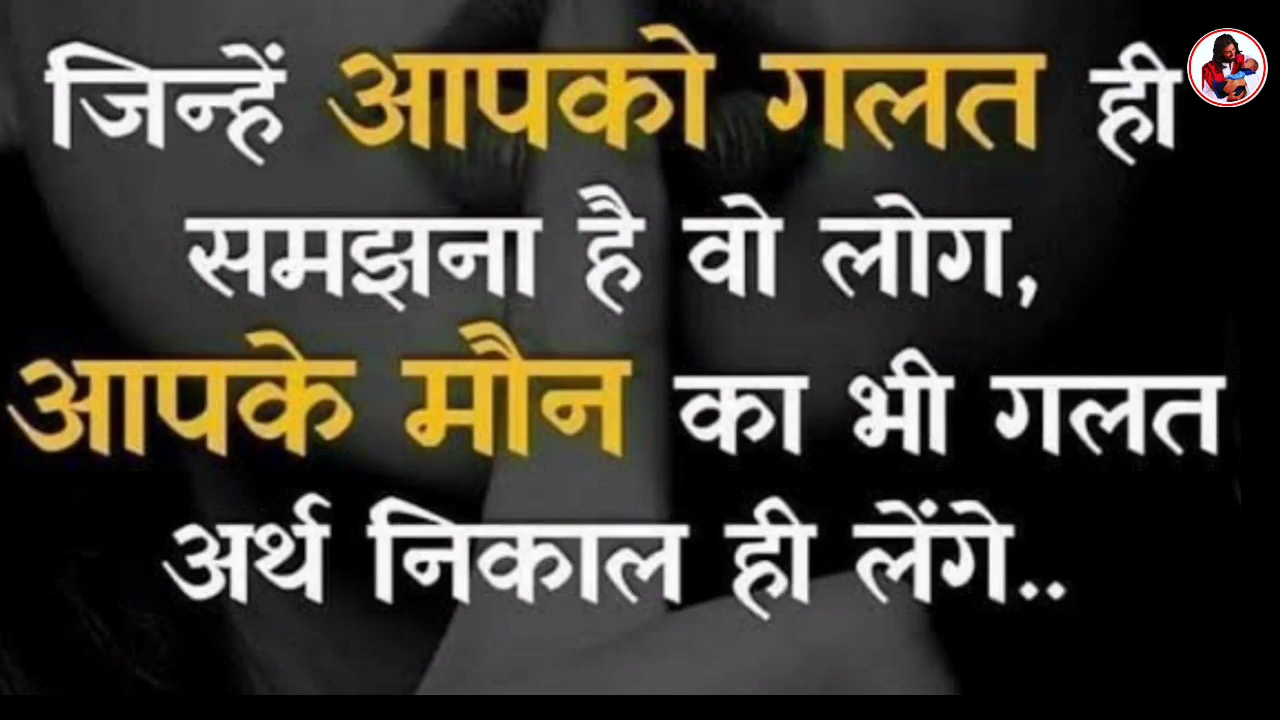 जिन्हें आपको गलत ही
समझना है वो लोग,
आपके मौन का भी गलत
अर्थ निकाल ही लेंगे..